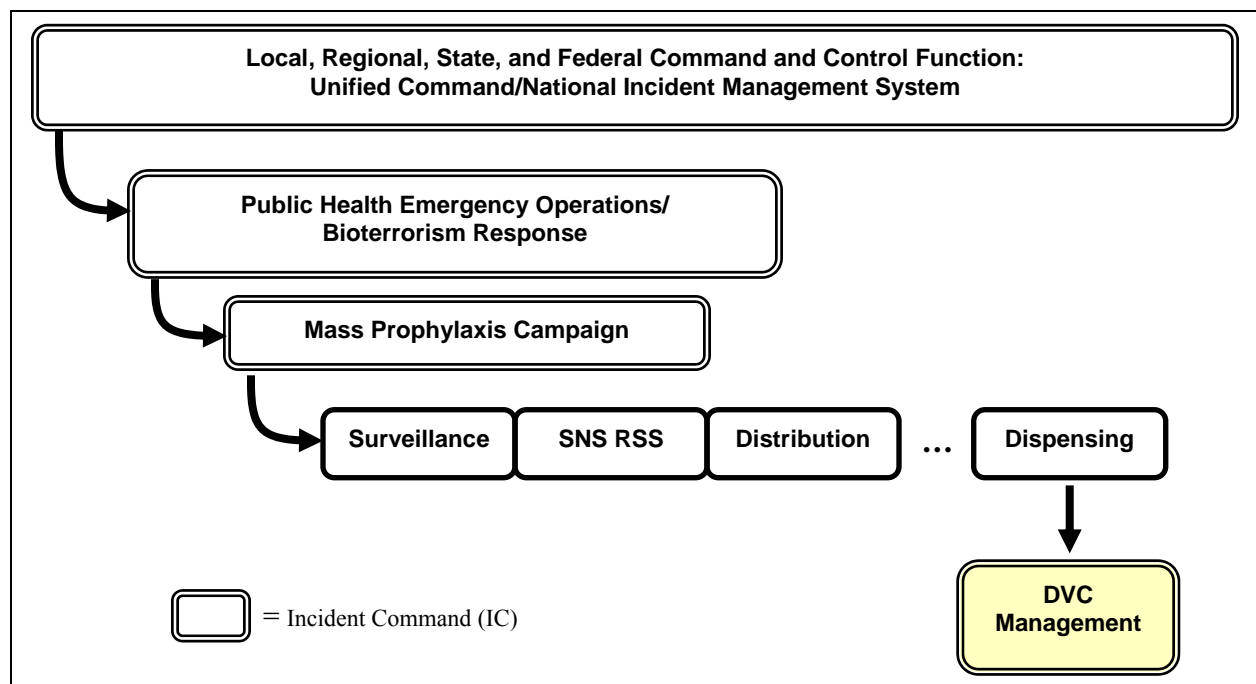 Local, Regional, State, and Federal Command and Control Function:
Unified Command/National Incident Management System
Public Health Emergency Operations/
Bioterrorism Response
Mass Prophylaxis Campaign
Surveillance
SNS RSS
Distribution
...
Dispensing
DVC
Management
= Incident Command (IC)